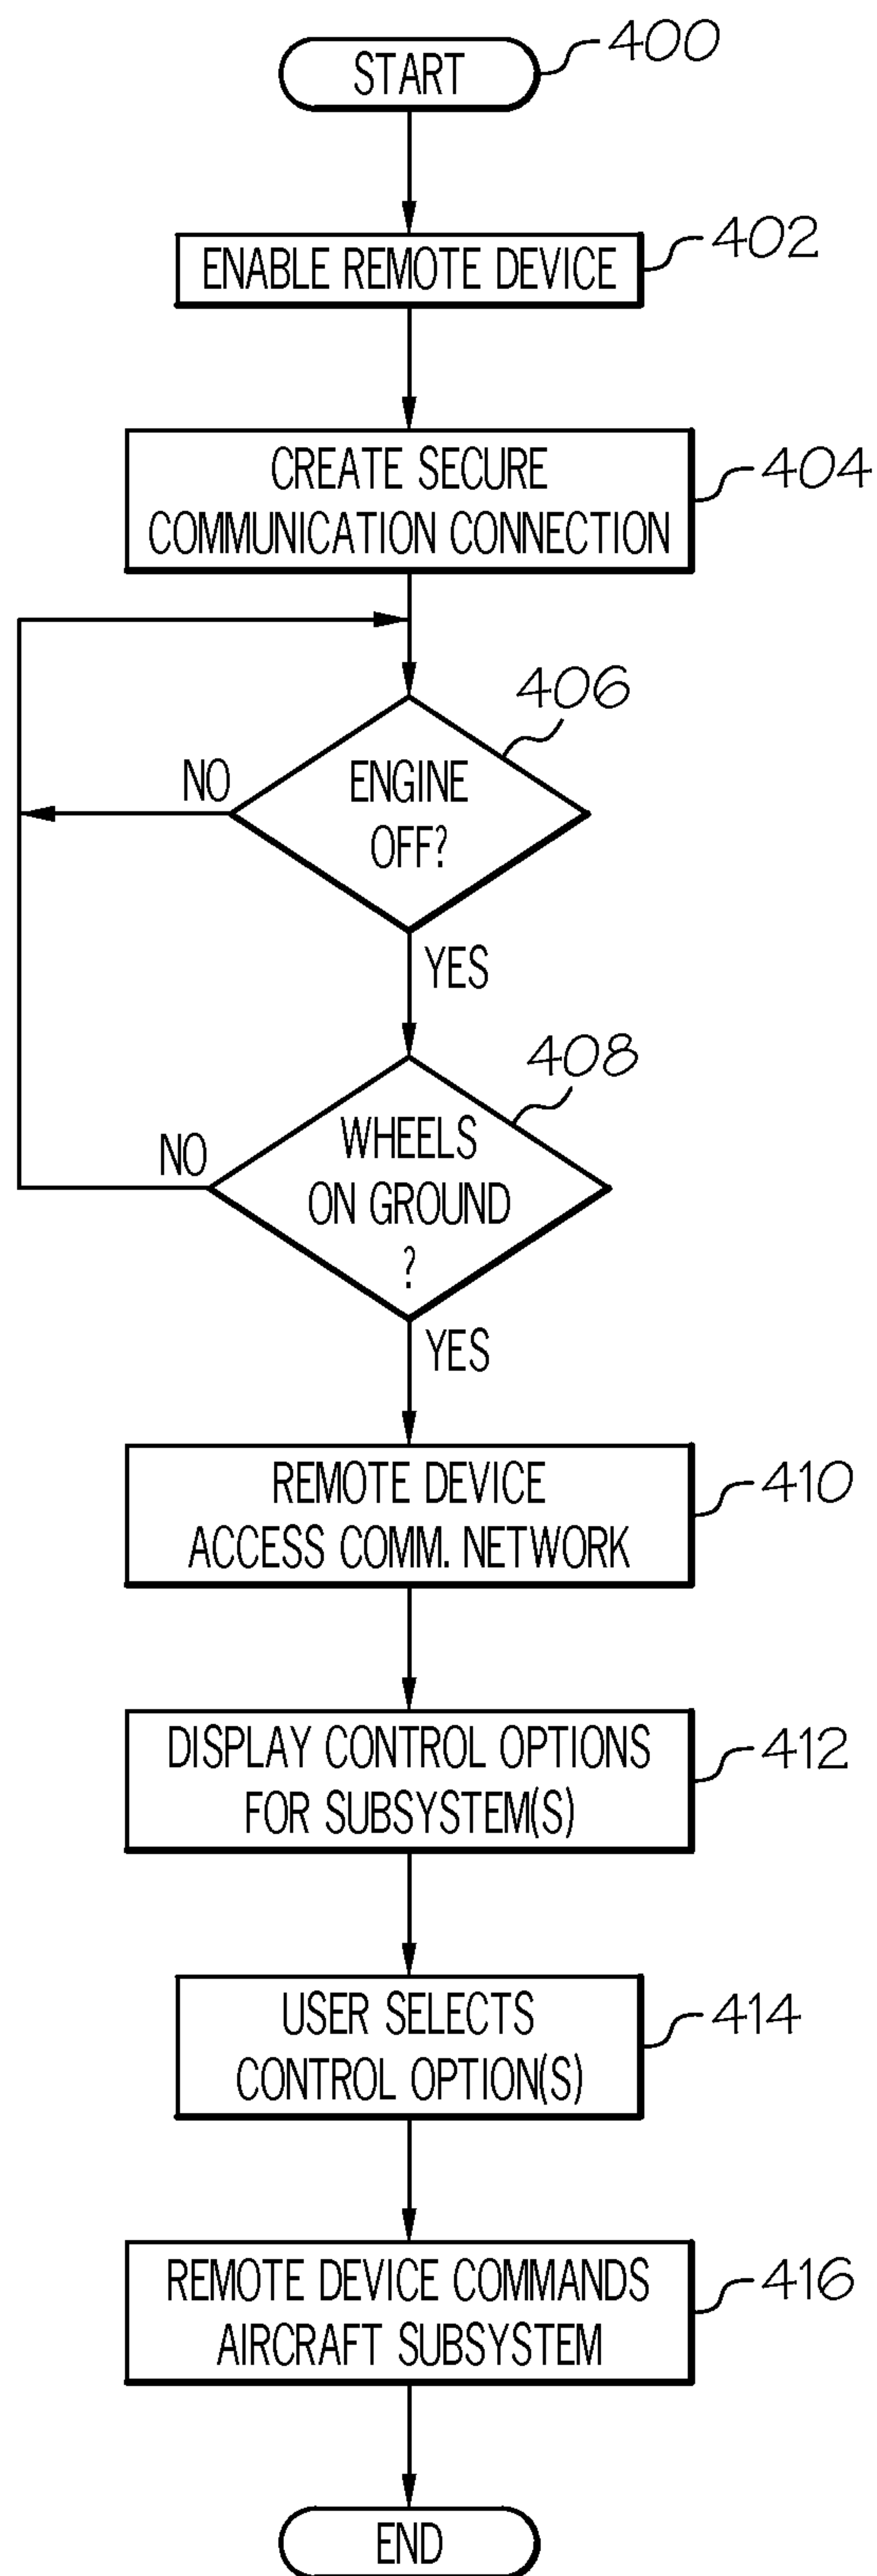 START
400
ENABLE REMOTE DEVICE
402
CREATE SECURE
COMMUNICATION CONNECTION
404
406
ENGINE
OFF?
NO
YES
408
WHEELS
ON GROUND
?
NO
YES
REMOTE DEVICE
ACCESS COMM. NETWORK
410
DISPLAY CONTROL OPTIONS
FOR SUBSYSTEM(S)
412
USER SELECTS
CONTROL OPTION(S)
414
REMOTE DEVICE COMMANDS
AIRCRAFT SUBSYSTEM
416
END